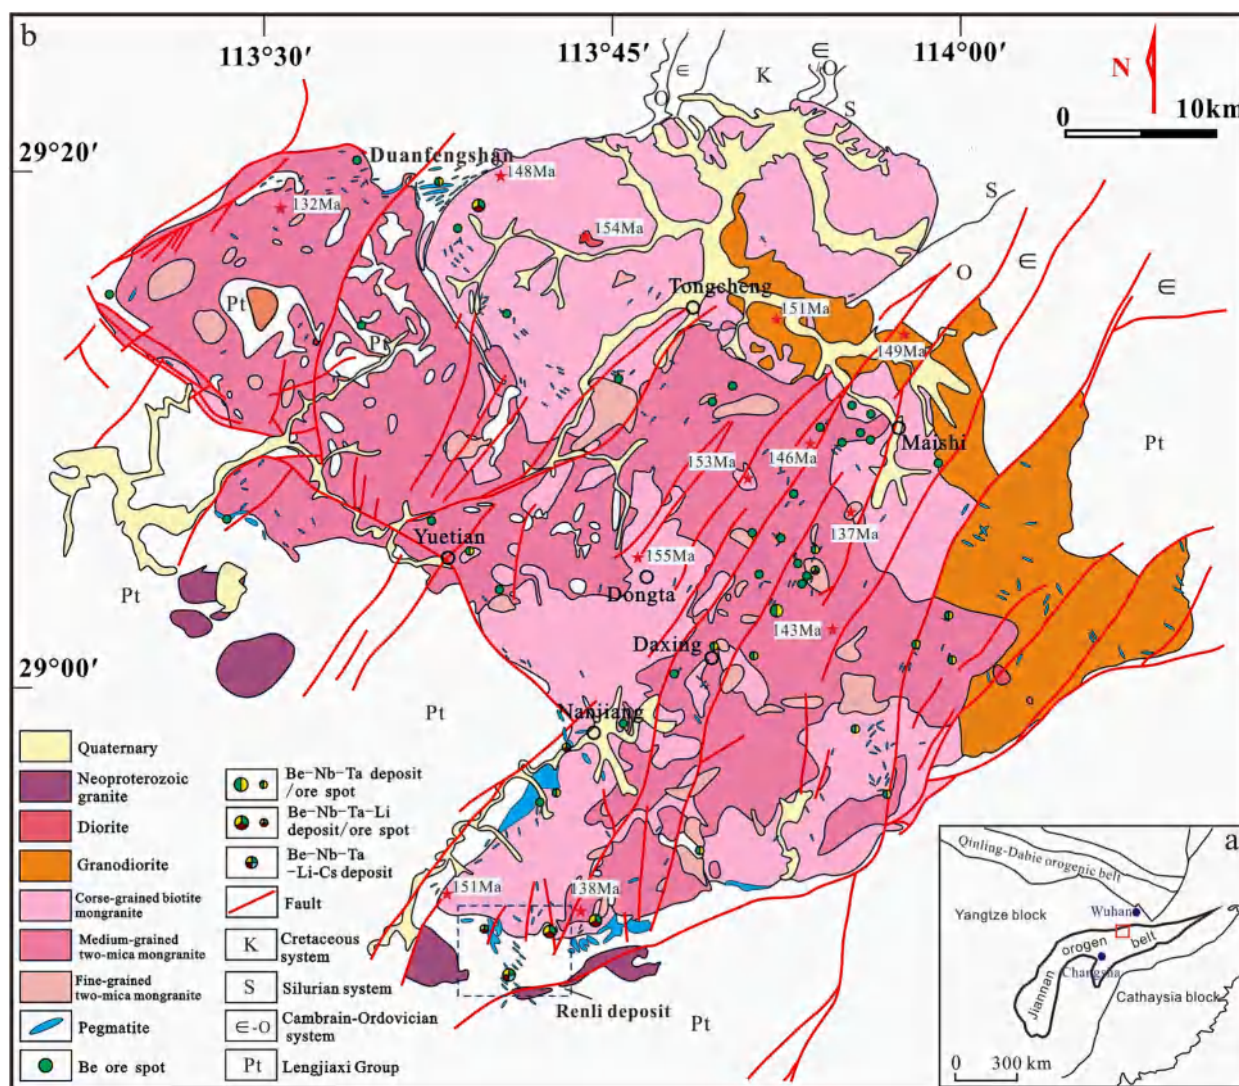 b
113°30′
113°45′
114°00′
N
0
10km
29°20′
29°00′
∈
O
∈
K
∈
O
S
S
O
∈
∈
Duanfengshan
148Ma
132Ma
154Ma
Pt
Pt
Tongcheng
151Ma
149Ma
Maishi
Pt
153Ma
146Ma
137Ma
Yuetian
155Ma
Dongta
Pt
143Ma
Daxing
Nanjiang
Pt
151Ma
138Ma
Renli deposit
Pt
Quaternary
Neoproterozoic
granite
Diorite
Granodiorite
Corse-grained biotite
mongranite
Medium-grained
two-mica mongranite
Fine-grained
two-mica mongranite
Pegmatite
Be ore spot
Be-Nb-Ta deposit
/ore spot
Be-Nb-Ta-Li
deposit/ore spot
Be-Nb-Ta
-Li-Cs deposit
Fault
K
Cretaceous
system
S
Silurian system
∈-O
Cambrain-Ordovician
system
Pt
Lengjiaxi Group
a
Qinling-Dabie orogenic belt
Yangtze block
Wuhan
Jiannan orogen belt
Changsha
Cathaysia block
0
300 km